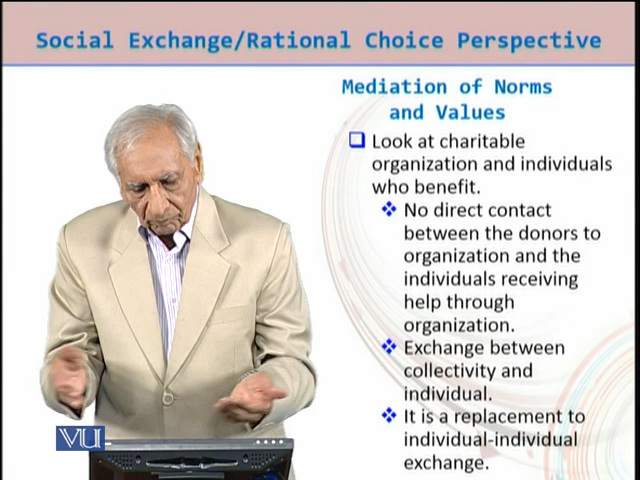 Social Exchange/Rational Choice Perspective
Mediation of Norms
and Values
Look at charitable
organization and individuals
who benefit.
No direct contact
between the donors to
organization and the
individuals receiving
help through
organization.
Exchange between
collectivity and
individual.
It is a replacement to
individual-individual
exchange.
VU